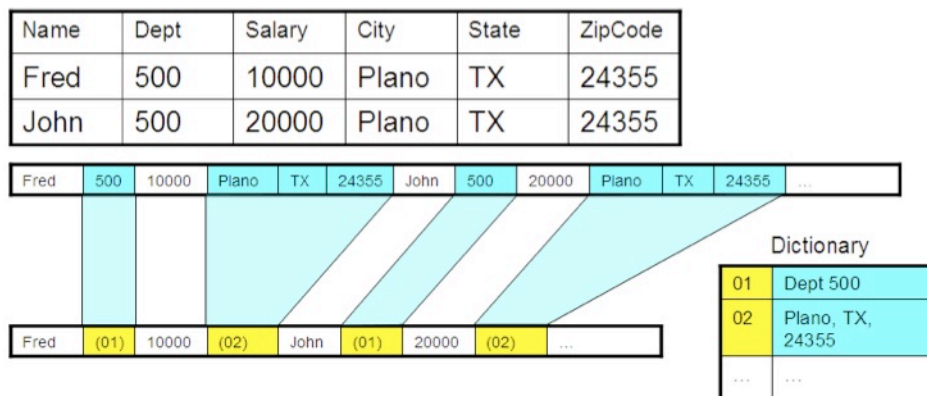 Name Dept Salary City State ZipCode
Fred 500 10000 Plano TX 24355
John 500 20000 Plano TX 24355
Fred 500 10000 Plano TX 24355 John 500 20000 Plano TX 24355 ...
Dictionary
01 Dept 500
02 Plano, TX,
24355
... ...
Fred (01) 10000 (02) John (01) 20000 (02) ...